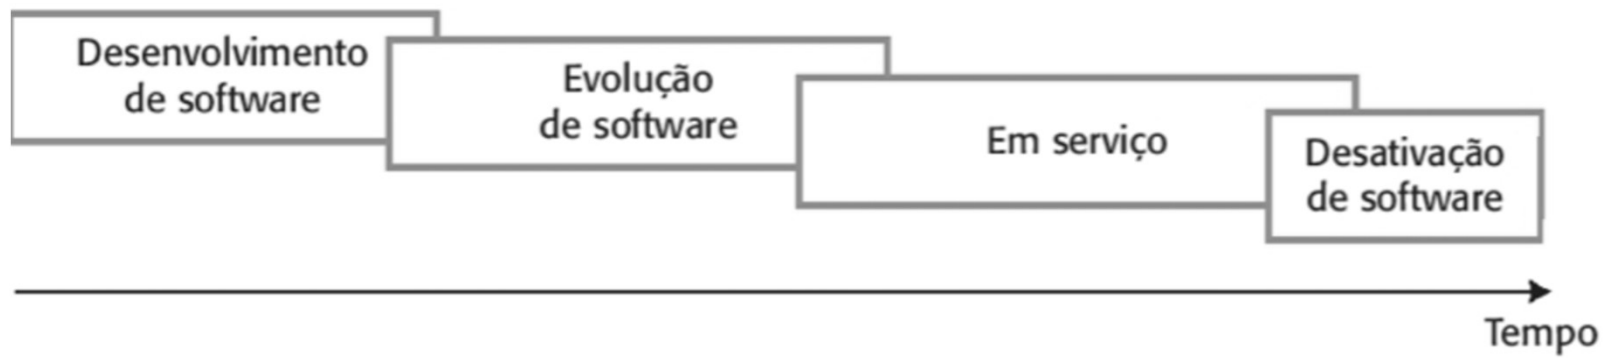 Desenvolvimento
de software
Evolução
de software
Em serviço
Desativação
de software
Tempo